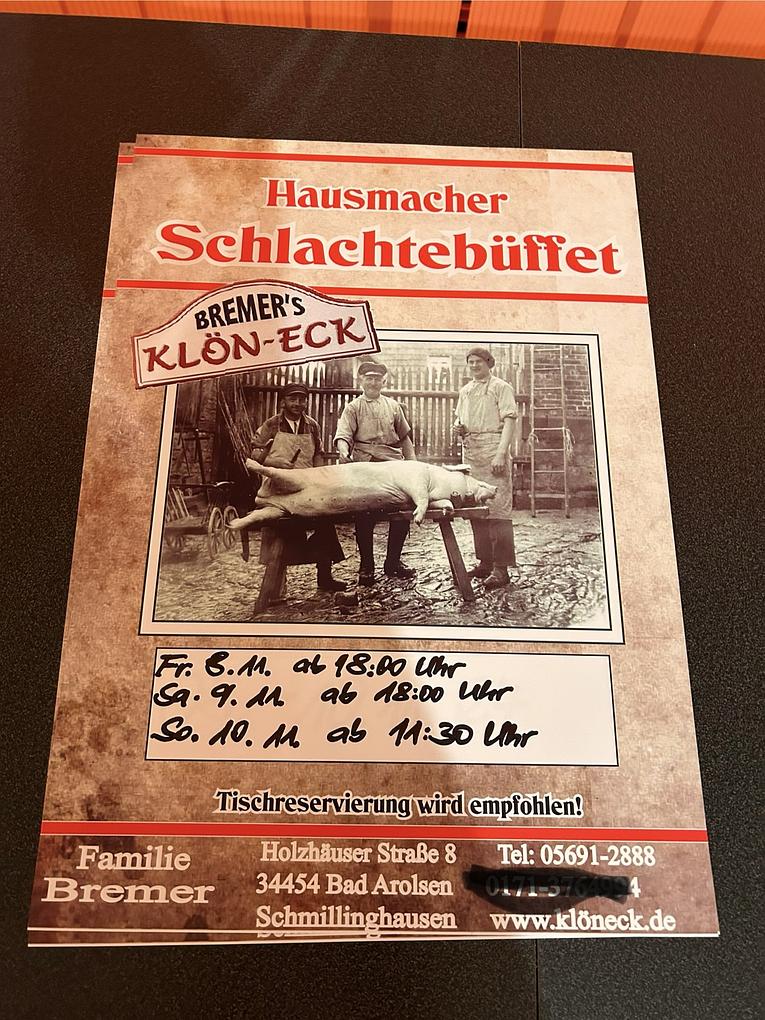 Hausmacher
Schlachtebüffet
BREMER'S
KLÖN-ECK
Fr. 8.11. ab 18:00 Uhr
Sa. 9.11. ab 18:00 Uhr
So. 10.11. ab 11:30 Uhr
Tischreservierung wird empfohlen!
Familie
Bremer
Holzhäuser Straße 8
34454 Bad Arolsen
Schmillinghausen
Tel: 05691-2888
www.klöneck.de